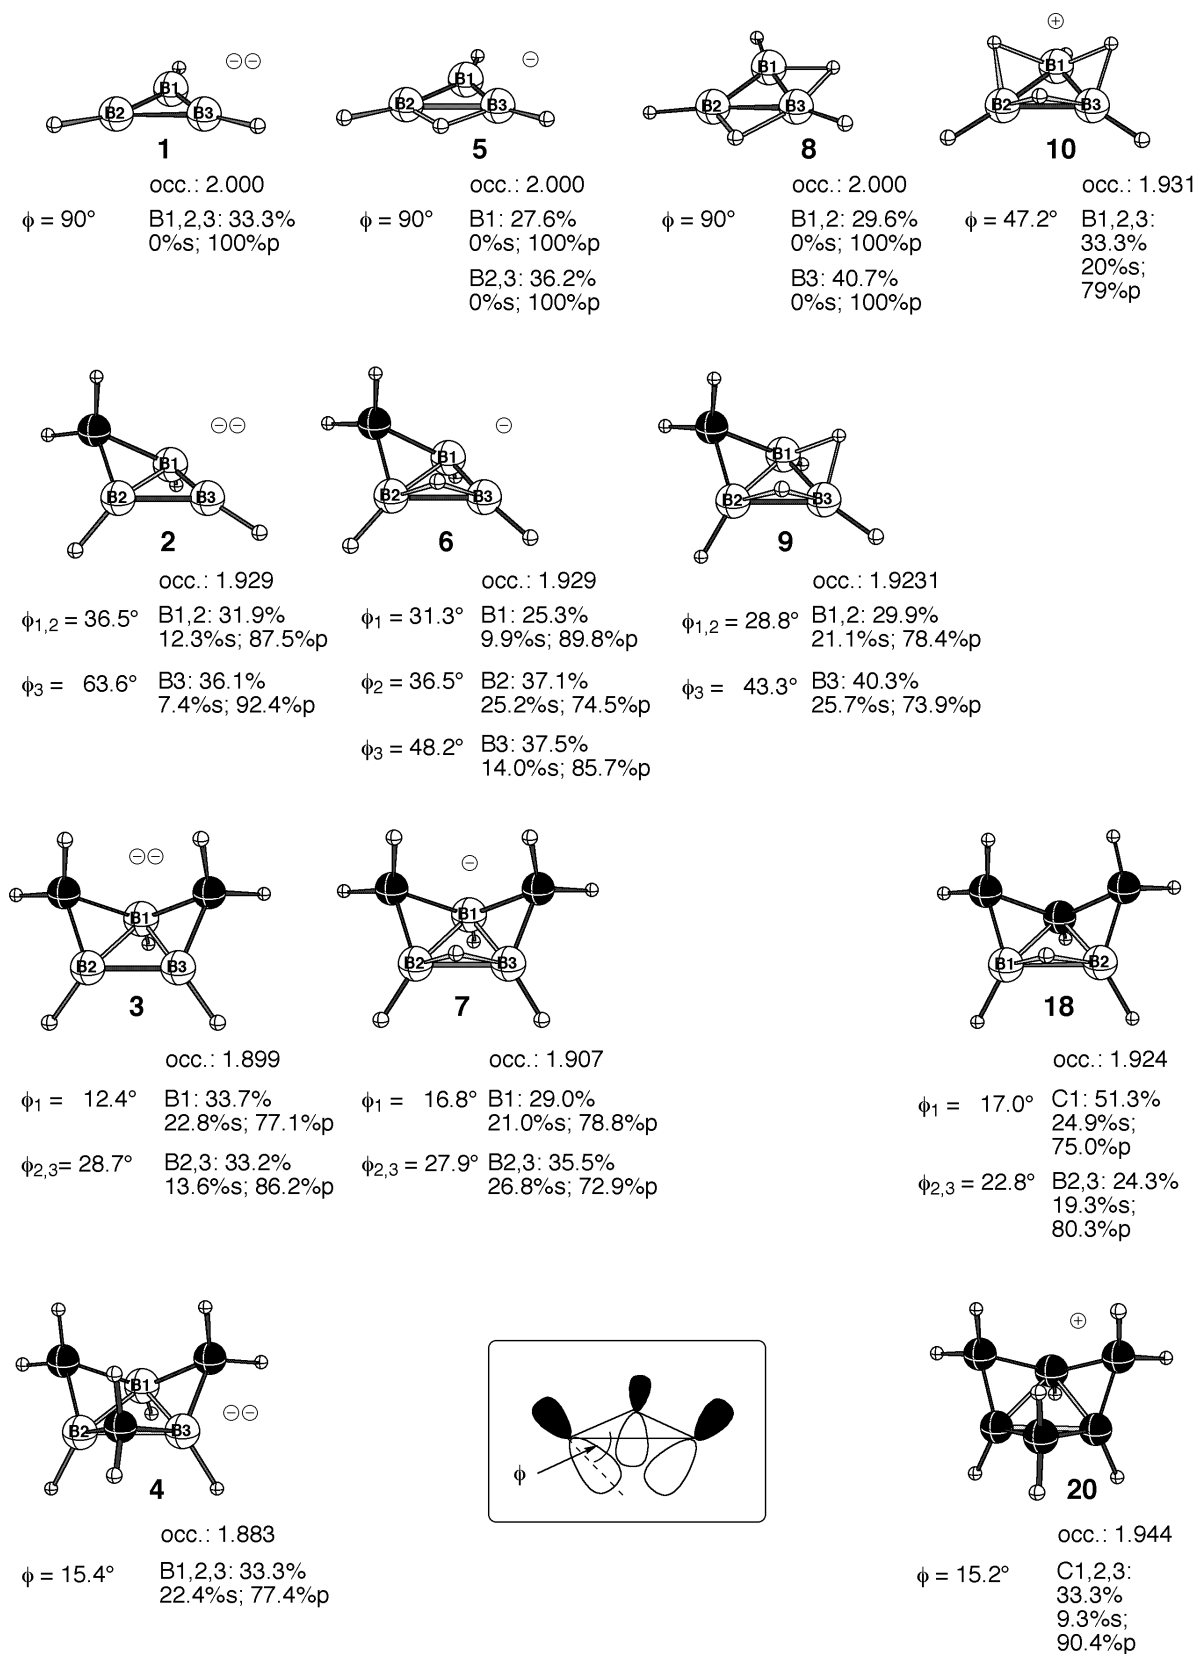 B1
B2
B3
⊖⊖
1
occ.: 2.000
ϕ = 90°
B1,2,3: 33.3%
0%s; 100%p
B1
B2
B3
⊖
5
occ.: 2.000
ϕ = 90°
B1: 27.6%
0%s; 100%p
B2,3: 36.2%
0%s; 100%p
B1
B2
B3
8
occ.: 2.000
ϕ = 90°
B1,2: 29.6%
0%s; 100%p
B3: 40.7%
0%s; 100%p
⊕
B1
B2
B3
10
occ.: 1.931
ϕ = 47.2°
B1,2,3:
33.3%
20%s;
79%p
⊖⊖
B1
B2
B3
2
occ.: 1.929
ϕ1,2 = 36.5°
B1,2: 31.9%
12.3%s; 87.5%p
ϕ3 = 63.6°
B3: 36.1%
7.4%s; 92.4%p
⊖
B1
B2
B3
6
occ.: 1.929
ϕ1 = 31.3°
B1: 25.3%
9.9%s; 89.8%p
ϕ2 = 36.5°
B2: 37.1%
25.2%s; 74.5%p
ϕ3 = 48.2°
B3: 37.5%
14.0%s; 85.7%p
B1
B2
B3
9
occ.: 1.9231
ϕ1,2 = 28.8°
B1,2: 29.9%
21.1%s; 78.4%p
ϕ3 = 43.3°
B3: 40.3%
25.7%s; 73.9%p
⊖⊖
B1
B2
B3
3
occ.: 1.899
ϕ1 = 12.4°
B1: 33.7%
22.8%s; 77.1%p
ϕ2,3= 28.7°
B2,3: 33.2%
13.6%s; 86.2%p
⊖
B1
B2
B3
7
occ.: 1.907
ϕ1 = 16.8°
B1: 29.0%
21.0%s; 78.8%p
ϕ2,3 = 27.9°
B2,3: 35.5%
26.8%s; 72.9%p
B1
B2
18
occ.: 1.924
ϕ1 = 17.0°
C1: 51.3%
24.9%s;
75.0%p
ϕ2,3 = 22.8°
B2,3: 24.3%
19.3%s;
80.3%p
B1
B2
B3
⊖⊖
4
occ.: 1.883
ϕ = 15.4°
B1,2,3: 33.3%
22.4%s; 77.4%p
ϕ
⊕
20
occ.: 1.944
ϕ = 15.2°
C1,2,3:
33.3%
9.3%s;
90.4%p